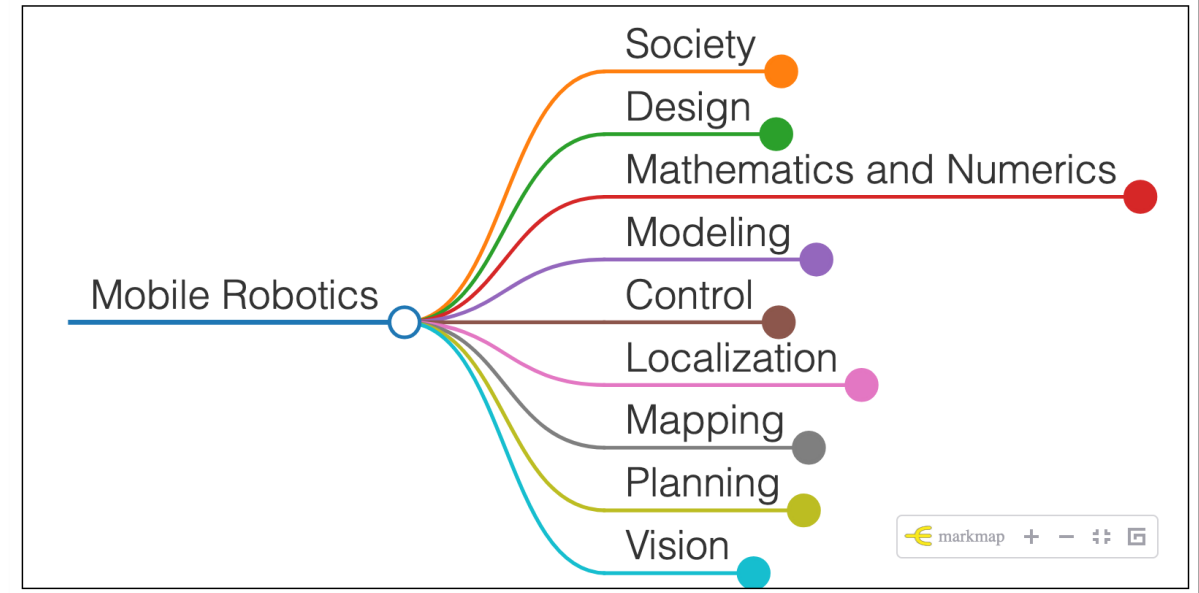 Society
Design
Mathematics and Numerics
Modeling
Mobile Robotics
Control
Localization
Mapping
Planning
Vision
markmap